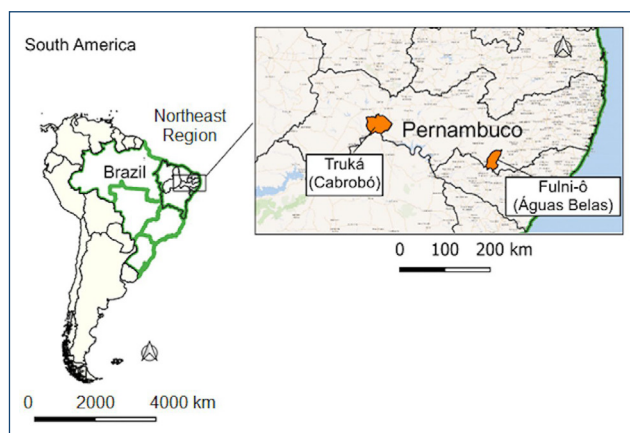 South America
Northeast
Region
Brazil
0 2000 4000 km
Pernambuco
Truká
(Cabrobó)
Fulni-ô
(Águas Belas)
0 100 200 km